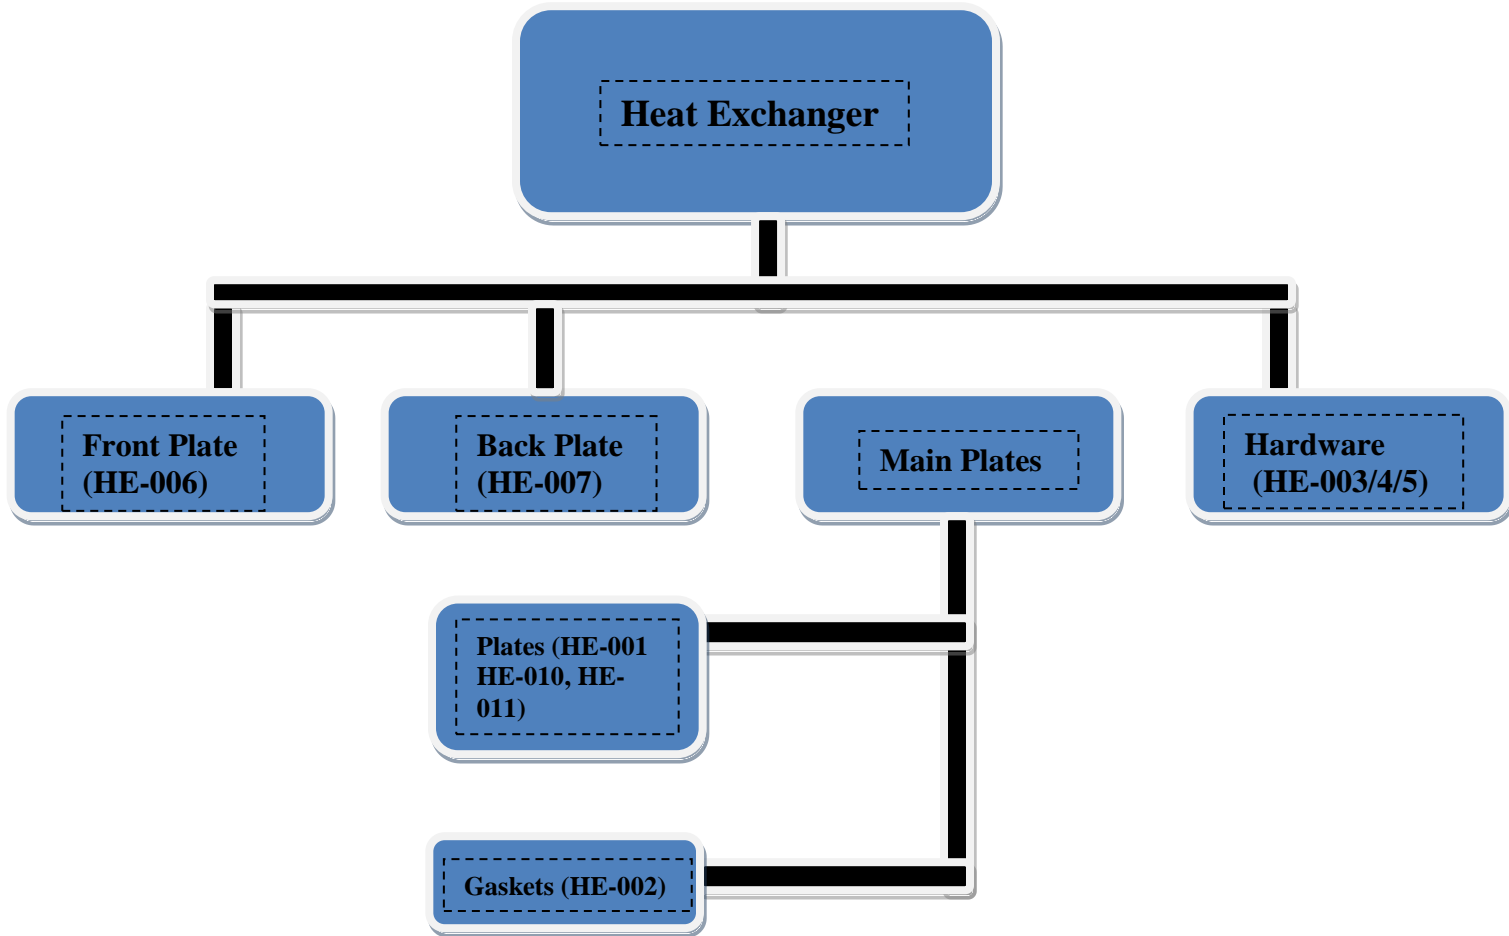 Heat Exchanger
Front Plate
(HE-006)
Back Plate
(HE-007)
Main Plates
Hardware
(HE-003/4/5)
Plates (HE-001
HE-010, HE-
011)
Gaskets (HE-002)